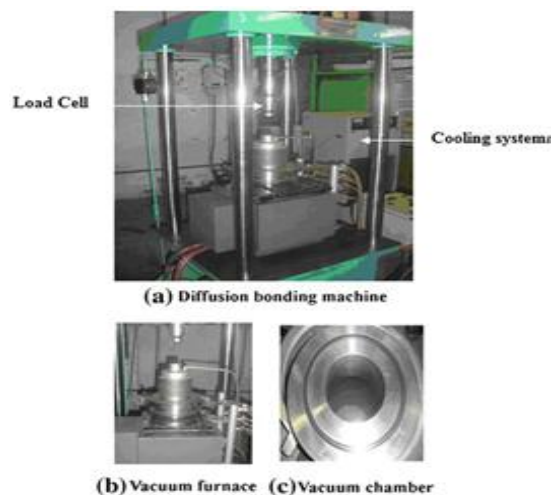 Load Cell
Cooling systema
(a) Diffusion bonding machine
(b) Vacuum furnace (c) Vacuum chamber